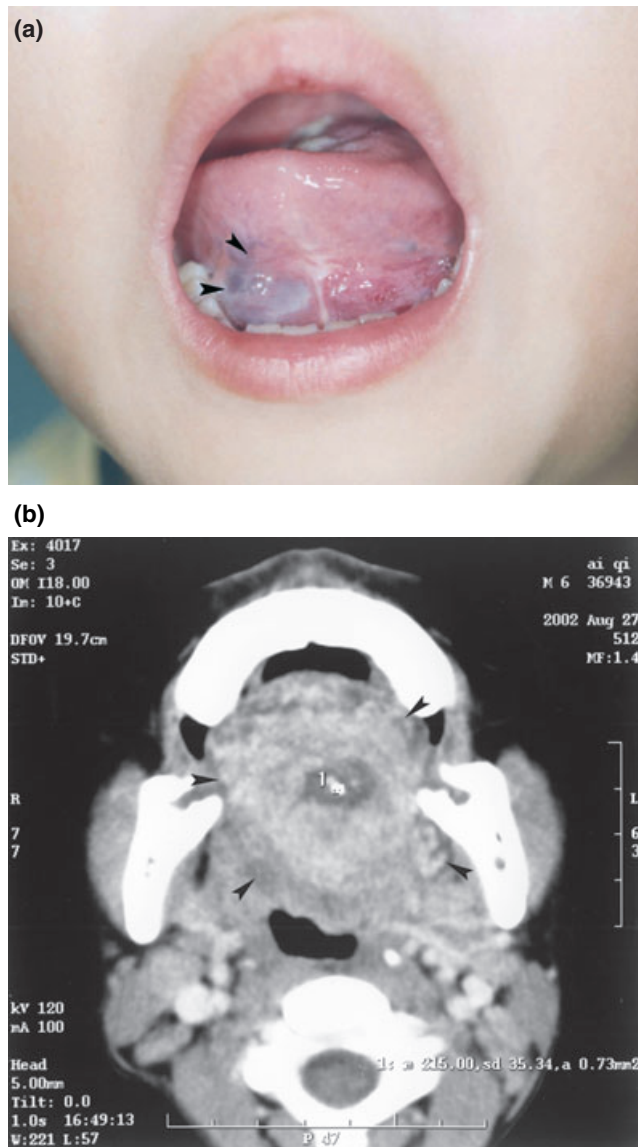 (a)
(b)
Ex: 4017
Se: 3
OM I18.00
Im: 10+C
DFOV 19.7cm
STD+
ai qi
M 6 36943
2002 Aug 27
512
MF:1.4
1
R
7
7
L
6
3
kV 120
mA 100
Head
5.00mm
Tilt: 0.0
1.0s 16:49:13
W:221 L:57
1: m 215.00, sd 35.34, a 0.73mm2
P 47